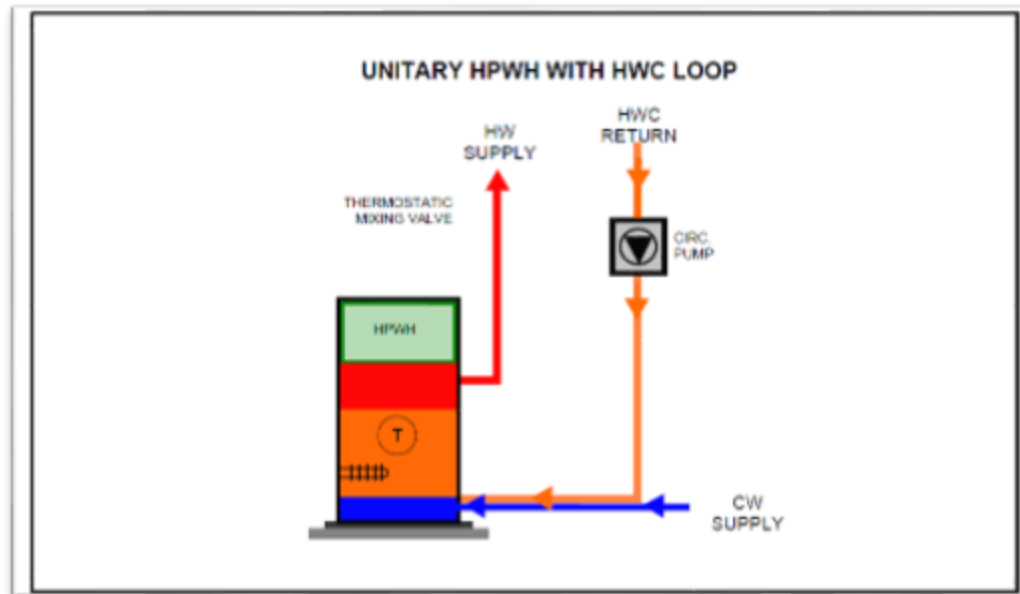 UNITARY HPWH WITH HWC LOOP
HWC
RETURN
HW
SUPPLY
THERMOSTATIC
MIXING VALVE
CIRC.
PUMP
HPWH
T
CW
SUPPLY